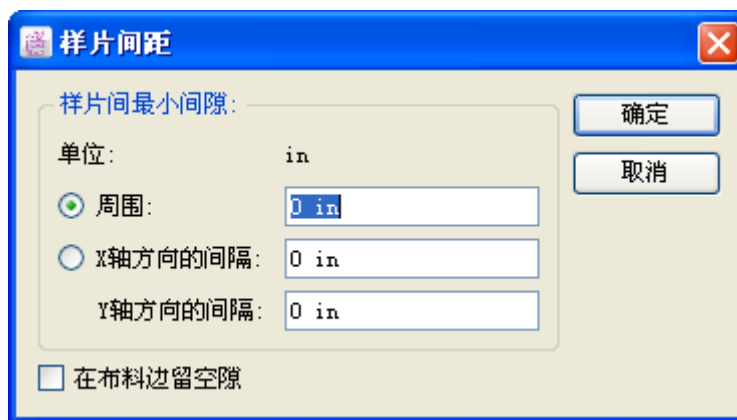 样片间距
样片间最小间隙:
确定
单位: in
取消
周围: 0 in
X轴方向的间隔: 0 in
Y轴方向的间隔: 0 in
在布料边留空隙